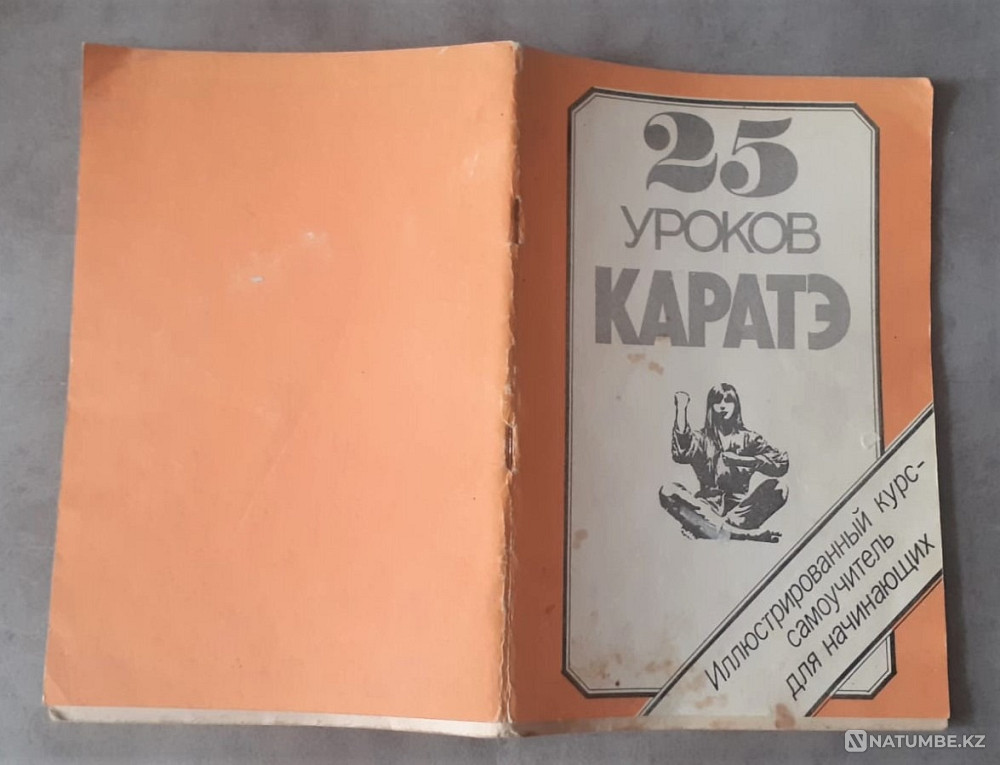 25
УРОКОВ
КАРАТЭ
Иллюстрированный курс-
самоучитель
для начинающих
NATUMBE.KZ